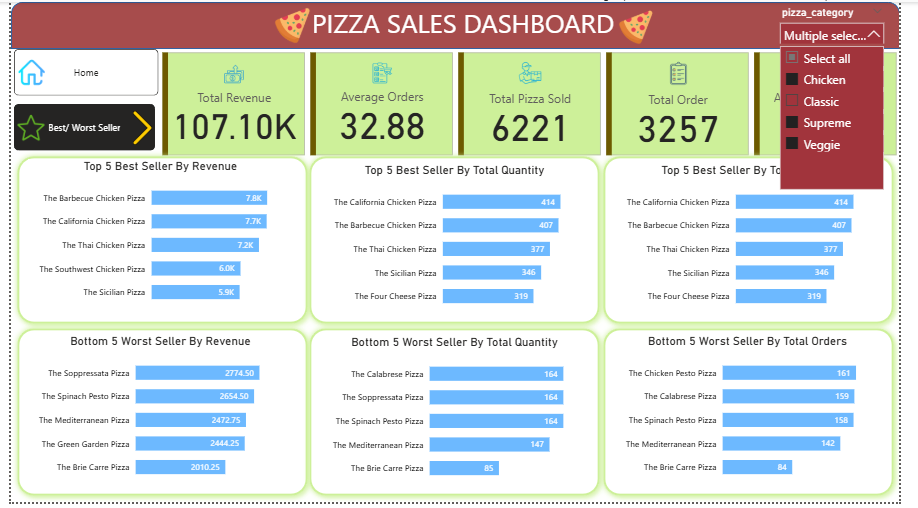 PIZZA SALES DASHBOARD
pizza_category
Multiple selec...
Select all
Chicken
Classic
Supreme
Veggie
Home
Best/ Worst Seller
Total Revenue
107.10K
Average Orders
32.88
Total Pizza Sold
6221
Total Order
3257
A
Top 5 Best Seller By Revenue
The Barbecue Chicken Pizza 7.8K
The California Chicken Pizza 7.7K
The Thai Chicken Pizza 7.2K
The Southwest Chicken Pizza 6.0K
The Sicilian Pizza 5.9K
Top 5 Best Seller By Total Quantity
The California Chicken Pizza 414
The Barbecue Chicken Pizza 407
The Thai Chicken Pizza 377
The Sicilian Pizza 346
The Four Cheese Pizza 319
Top 5 Best Seller By To
The California Chicken Pizza 414
The Barbecue Chicken Pizza 407
The Thai Chicken Pizza 377
The Sicilian Pizza 346
The Four Cheese Pizza 319
Bottom 5 Worst Seller By Revenue
The Soppressata Pizza 2774.50
The Spinach Pesto Pizza 2654.50
The Mediterranean Pizza 2472.75
The Green Garden Pizza 2444.25
The Brie Carre Pizza 2010.25
Bottom 5 Worst Seller By Total Quantity
The Calabrese Pizza 164
The Soppressata Pizza 164
The Spinach Pesto Pizza 164
The Mediterranean Pizza 147
The Brie Carre Pizza 85
Bottom 5 Worst Seller By Total Orders
The Chicken Pesto Pizza 161
The Calabrese Pizza 159
The Spinach Pesto Pizza 158
The Mediterranean Pizza 142
The Brie Carre Pizza 84